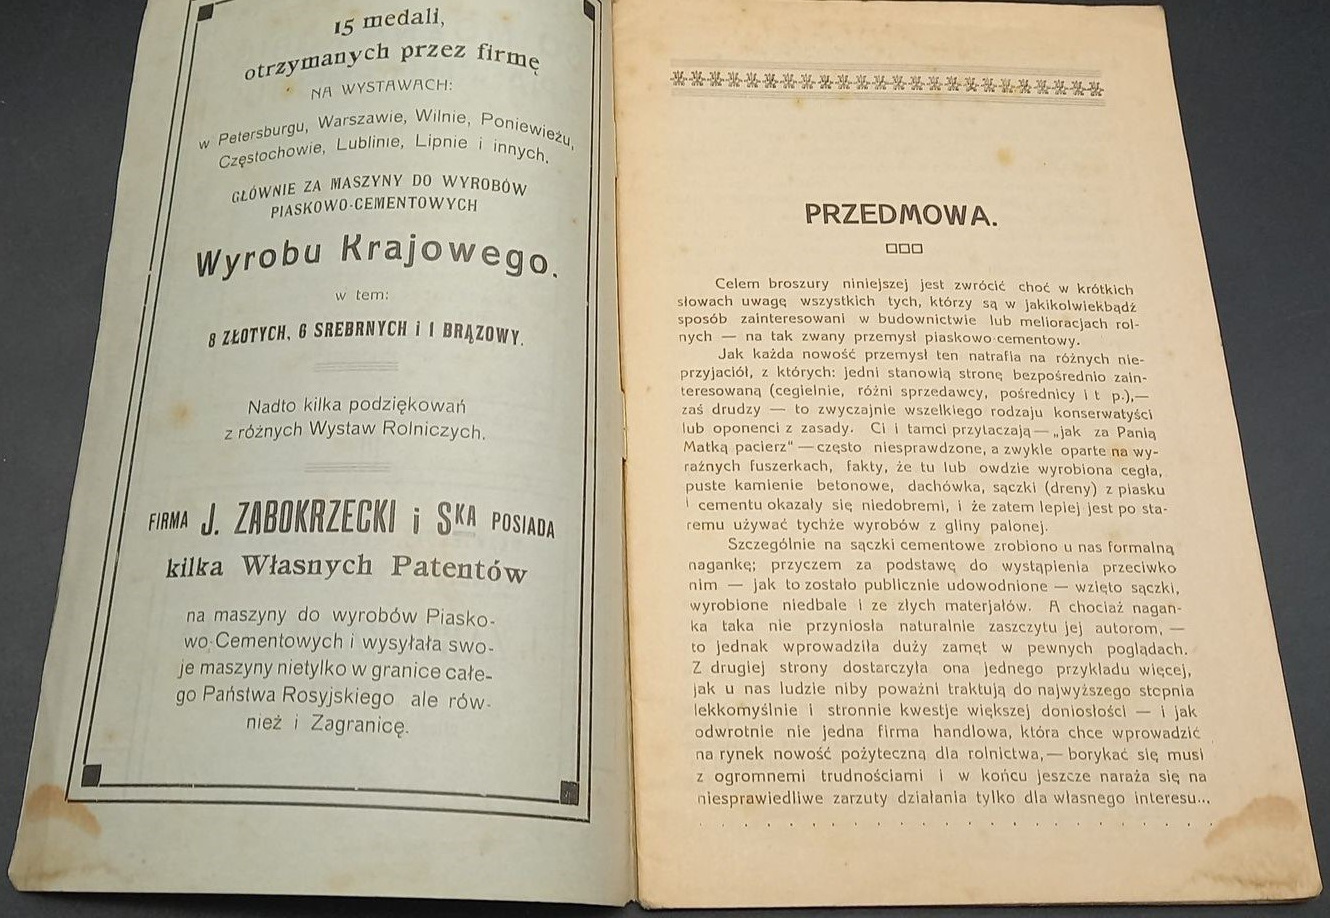 15 medali,
otrzymanych przez firmę
NA WYSTAWACH:
w Petersburgu, Warszawie, Wilnie, Poniewieżu,
Częstochowie, Lublinie, Lipnie i innych.
GŁÓWNIE ZA MASZYNY DO WYROBÓW
PIASKOWO-CEMENTOWYCH
Wyrobu Krajowego.
w tem:
8 ZŁOTYCH, 6 SREBRNYCH i 1 BRĄZOWY.
Nadto kilka podziękowań
z różnych Wystaw Rolniczych.
FIRMA J. ZABOKRZECKI i SKA POSIADA
kilka Własnych Patentów
na maszyny do wyrobów Piasko-
wo-Cementowych i wysyłała swo-
je maszyny nietylko w granice całe-
go Państwa Rosyjskiego ale rów-
nież i Zagranicę.
PRZEDMOWA.
Celem broszury niniejszej jest zwrócić choć w krótkich
słowach uwagę wszystkich tych, którzy są w jakikolwiekbądź
sposób zainteresowani w budownictwie lub melioracjach rol-
nych — na tak zwany przemysł piaskowo-cementowy.
Jak każda nowość przemysł ten natrafia na różnych nie-
przyjaciół, z których: jedni stanowią stronę bezpośrednio zain-
teresowaną (cegielnie, różni sprzedawcy, pośrednicy i t p.),—
zaś drudzy — to zwyczajnie wszelkiego rodzaju konserwatyści
lub oponenci z zasady. Ci i tamci przytaczają — „jak za Panią
Matką pacierz" — często niesprawdzone, a zwykle oparte na wy-
raźnych fuszerkach, fakty, że tu lub owdzie wyrobiona cegła,
puste kamienie betonowe, dachówka, sączki (dreny) z piasku
i cementu okazały się niedobremi, i że zatem lepiej jest po sta-
remu używać tychże wyrobów z gliny palonej.
Szczególnie na sączki cementowe zrobiono u nas formalną
nagankę; przyczem za podstawę do wystąpienia przeciwko
nim — jak to zostało publicznie udowodnione — wzięto sączki,
wyrobione niedbale i ze złych materjałów. A chociaż nagan-
ka taka nie przyniosła naturalnie zaszczytu jej autorom, —
to jednak wprowadziła duży zamęt w pewnych poglądach.
Z drugiej strony dostarczyła ona jednego przykładu więcej,
jak u nas ludzie niby poważni traktują do najwyższego stopnia
lekkomyślnie i stronnie kwestje większej doniosłości — i jak
odwrotnie nie jedna firma handlowa, która chce wprowadzić
na rynek nowość pożyteczną dla rolnictwa, — borykać się musi
z ogromnemi trudnościami i w końcu jeszcze naraża się na
niesprawiedliwe zarzuty działania tylko dla własnego interesu...
. . . . . . . . . . . . . . . . . . . . . .